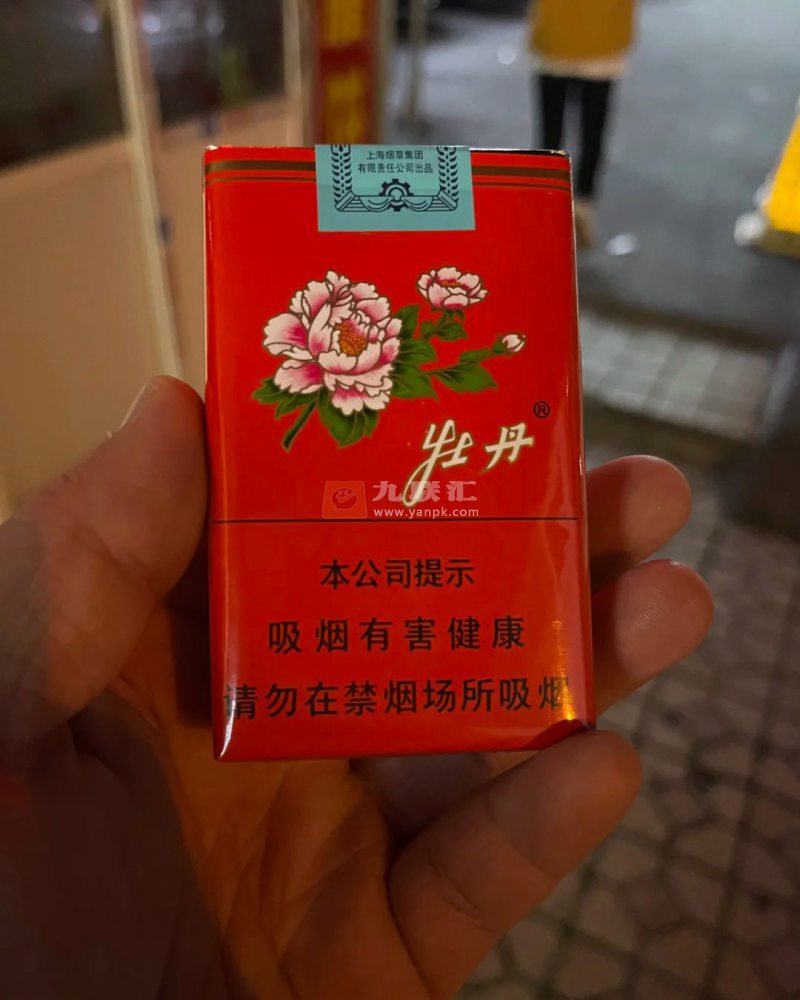 上海烟草集团
有限责任公司出品
牡丹®
九联汇
www.yanpk.com
本公司提示
吸烟有害健康
请勿在禁烟场所吸烟